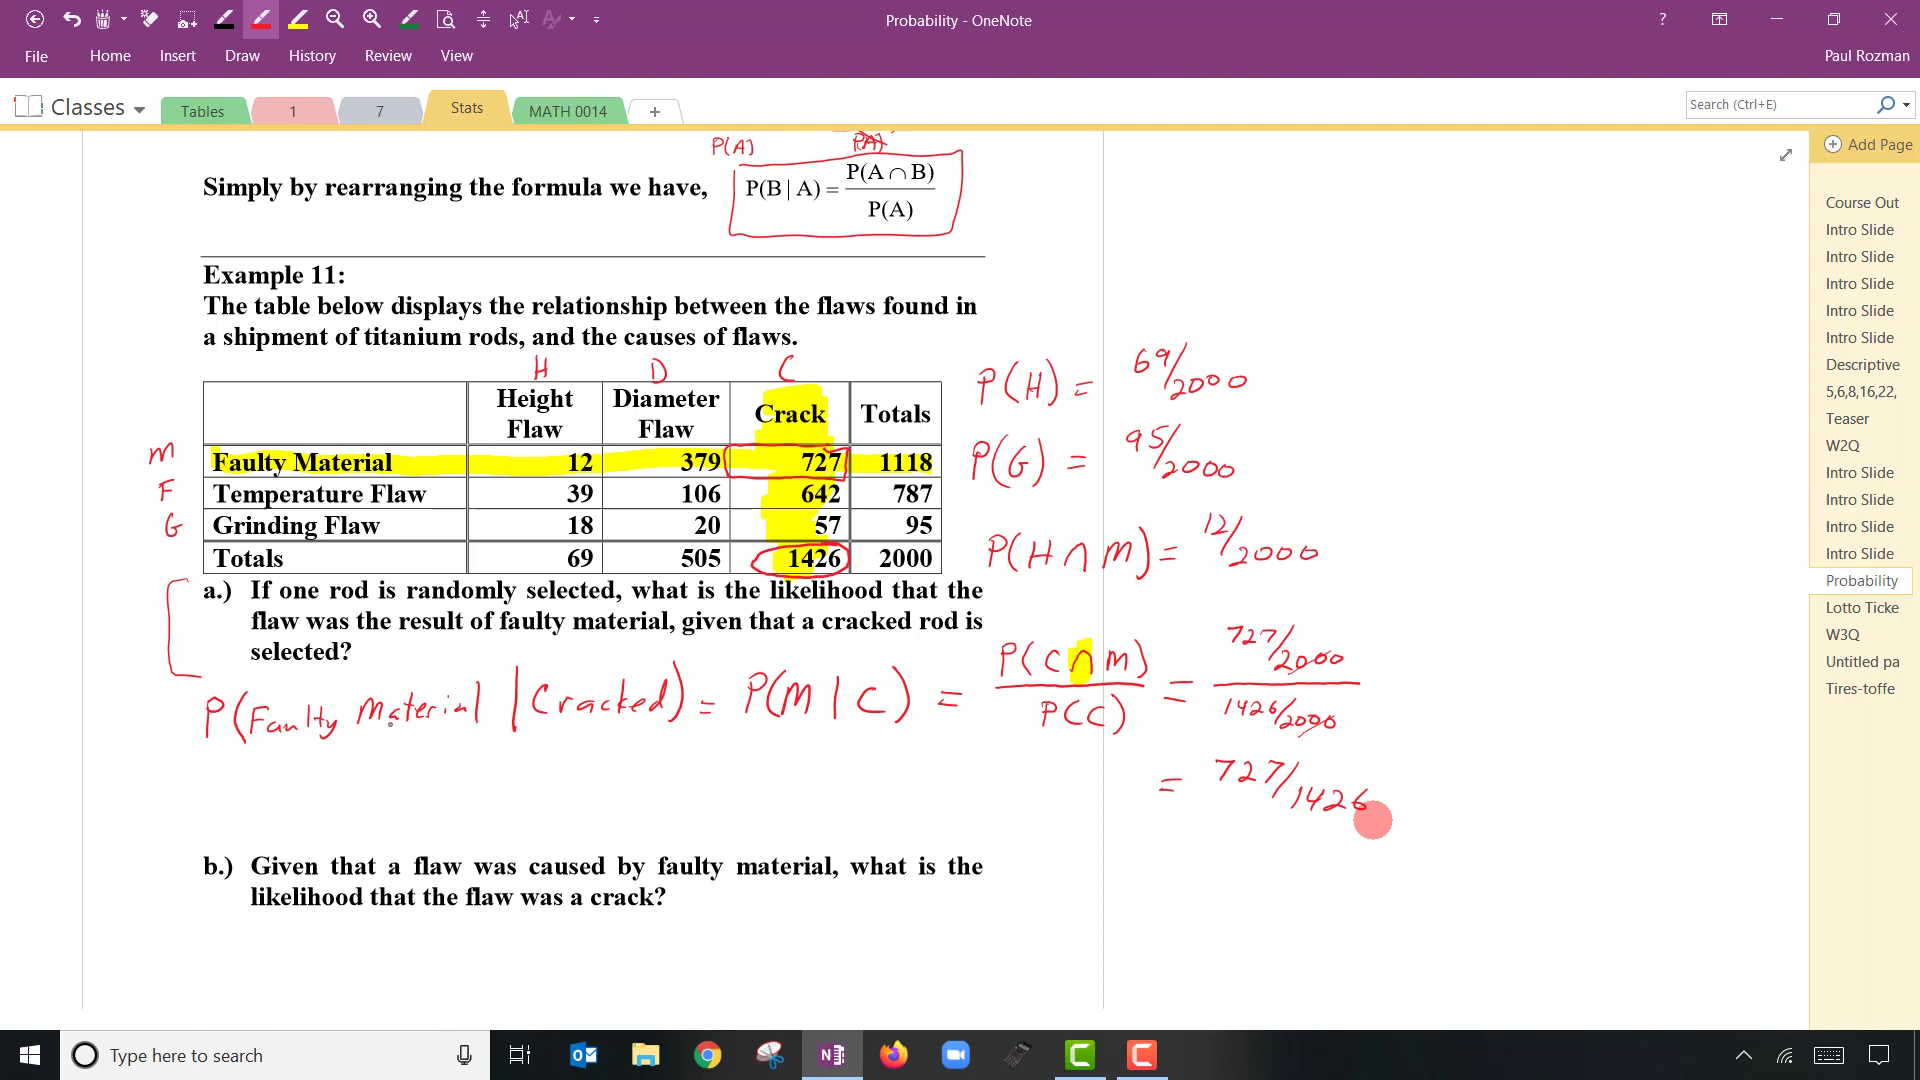 Probability - OneNote
?
File Home Insert Draw History Review View
Paul Rozman
Classes Tables 1 7 Stats MATH 0014 +
Search (Ctrl+E)
Add Page
P(A) P(A)
Simply by rearranging the formula we have, P(B | A) = P(A ∩ B) / P(A)
Example 11:
The table below displays the relationship between the flaws found in
a shipment of titanium rods, and the causes of flaws.
H D C
Height Flaw Diameter Flaw Crack Totals
M Faulty Material 12 379 727 1118
F Temperature Flaw 39 106 642 787
G Grinding Flaw 18 20 57 95
Totals 69 505 1426 2000
P(H) = 69/2000
P(G) = 95/2000
P(H ∩ M) = 12/2000
a.) If one rod is randomly selected, what is the likelihood that the
flaw was the result of faulty material, given that a cracked rod is
selected?
P(Faulty Material | Cracked) = P(M | C) = P(C ∩ M) / P(C) = 727/2000 / 1426/2000
= 727/1426
b.) Given that a flaw was caused by faulty material, what is the
likelihood that the flaw was a crack?
Course Out
Intro Slide
Intro Slide
Intro Slide
Intro Slide
Intro Slide
Descriptive
5,6,8,16,22,
Teaser
W2Q
Intro Slide
Intro Slide
Intro Slide
Intro Slide
Probability
Lotto Ticke
W3Q
Untitled pa
Tires-toffe
Type here to search